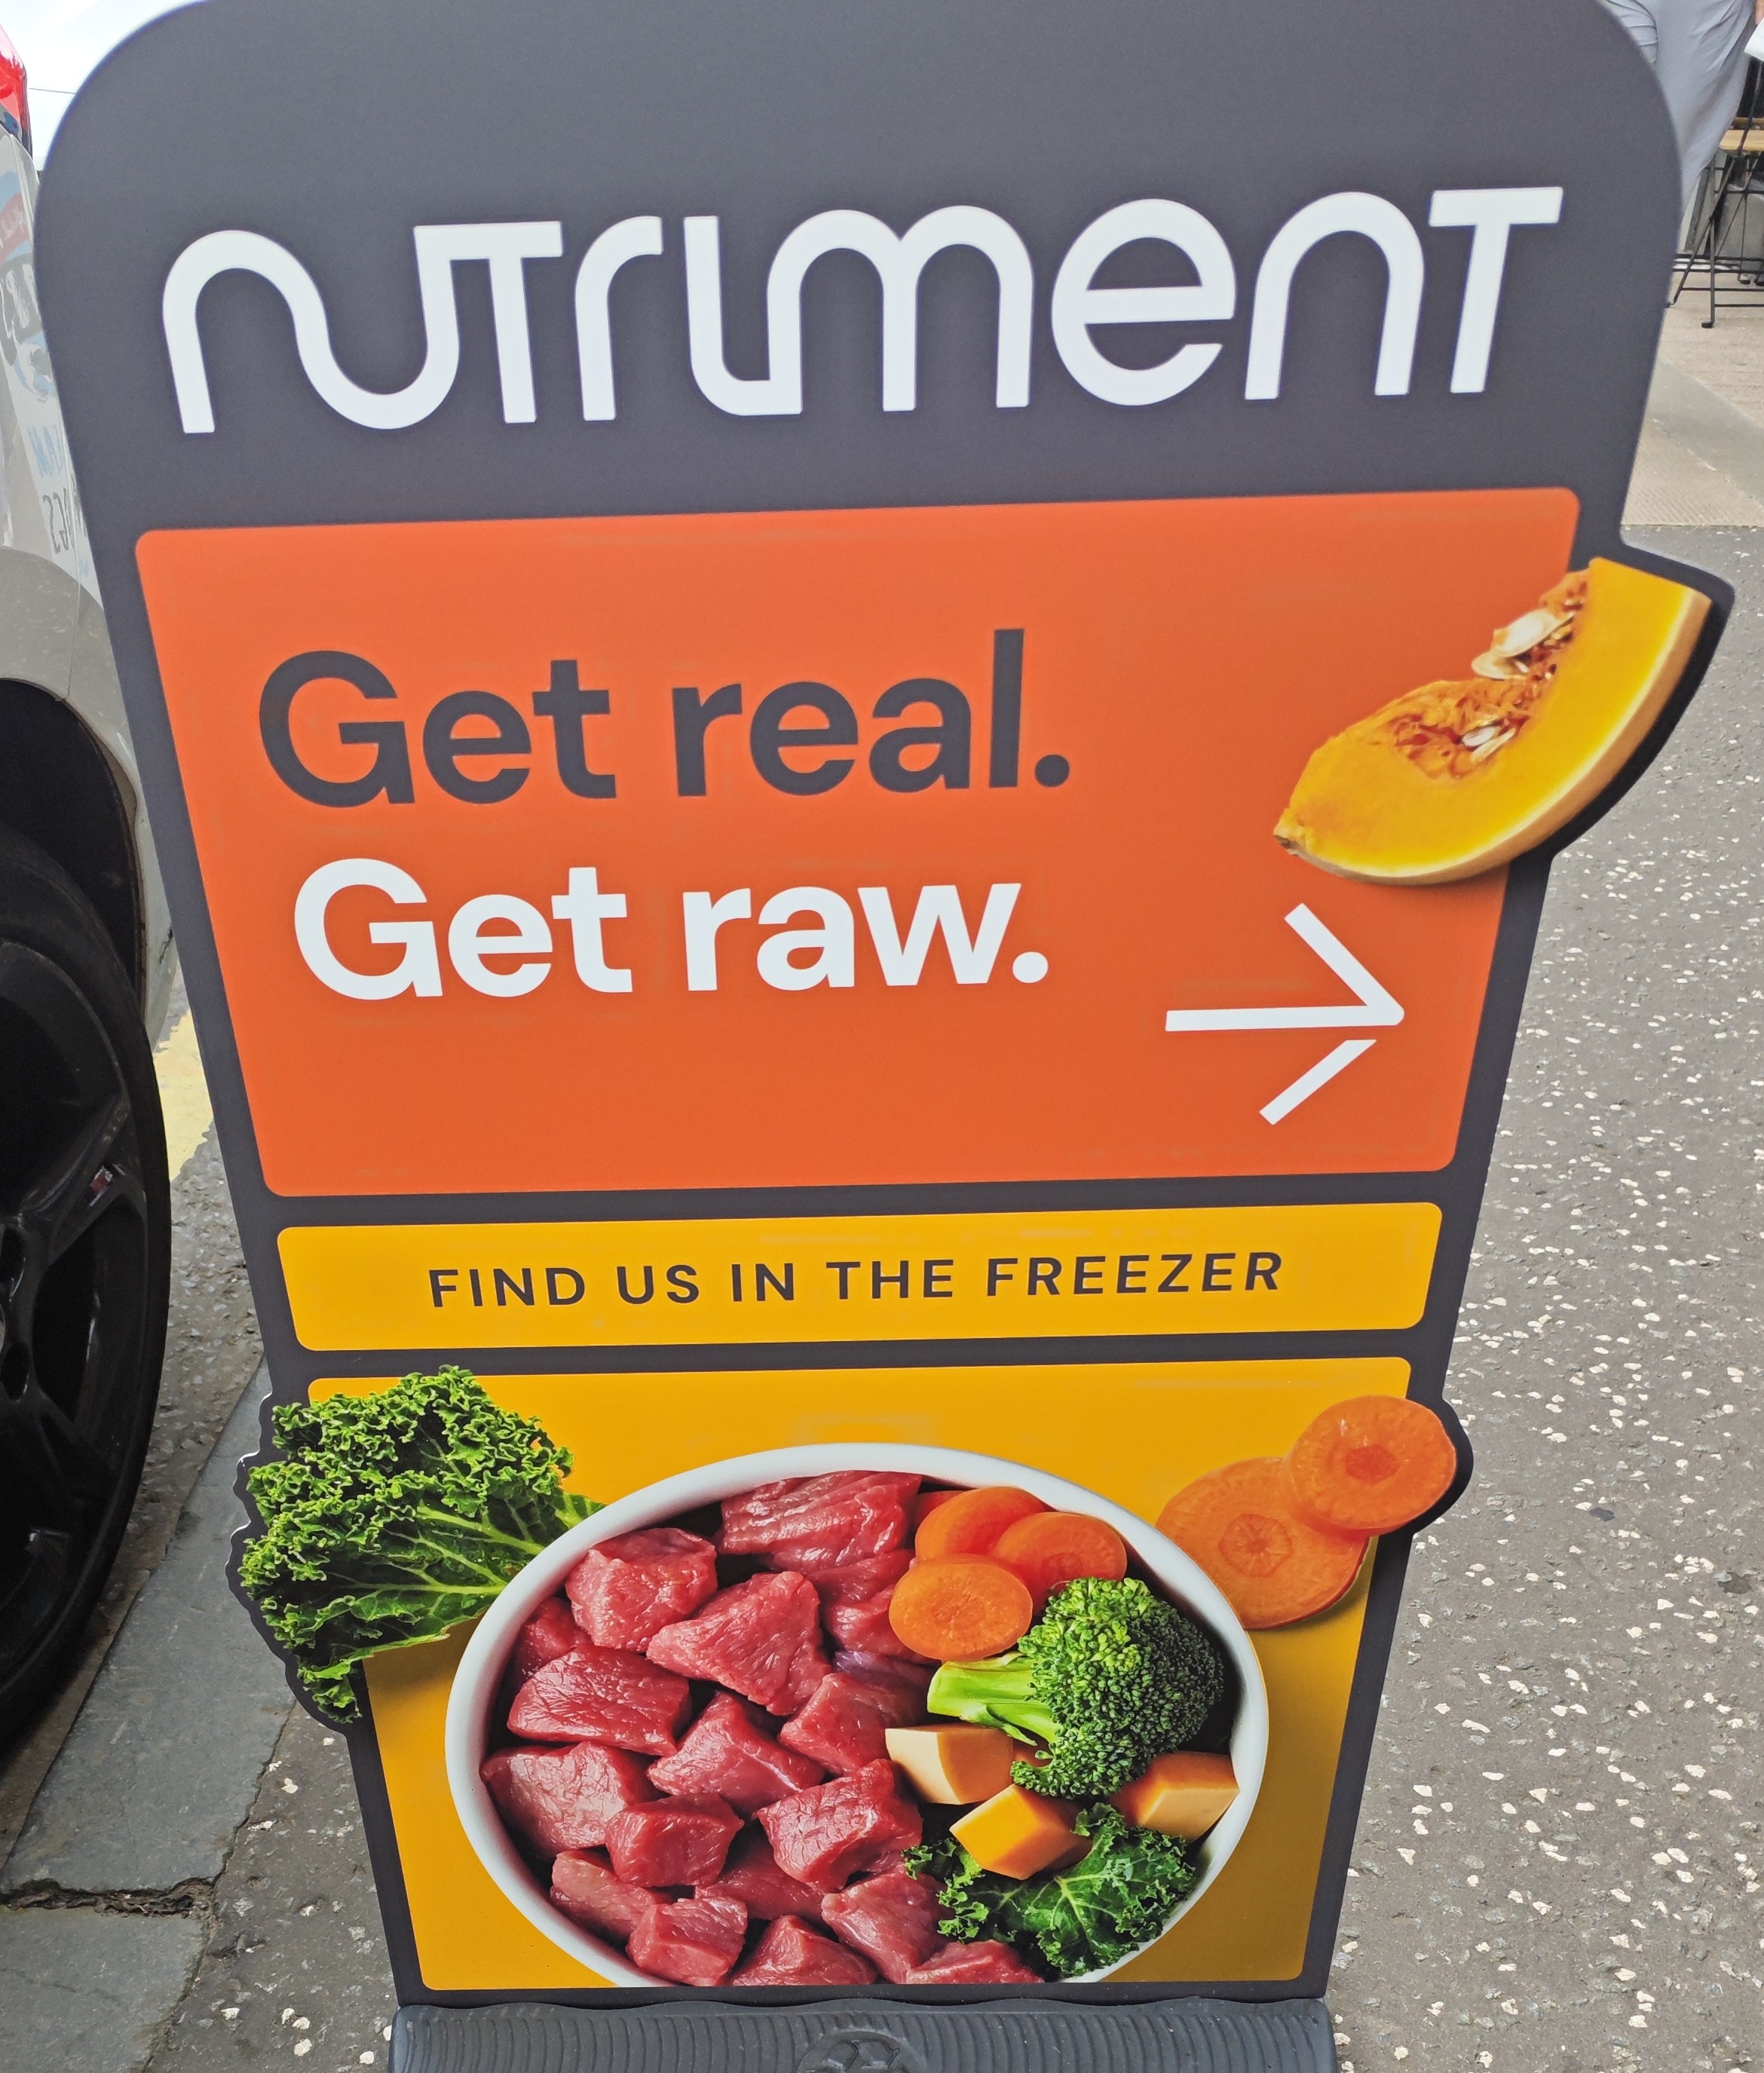 nutriment
Get real.
Get raw.
FIND US IN THE FREEZER